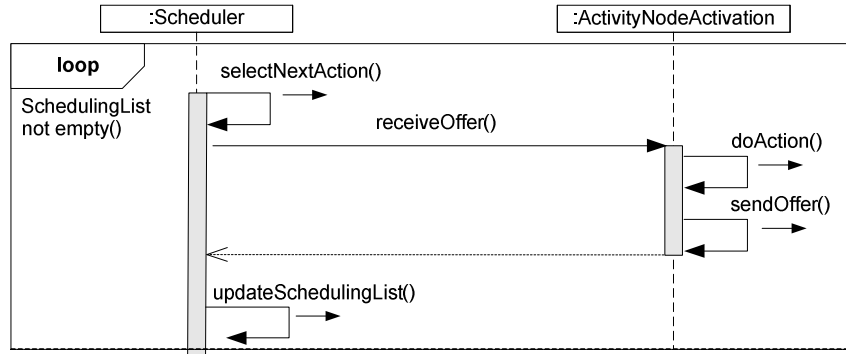 :Scheduler
:ActivityNodeActivation
loop
selectNextAction()
SchedulingList
not empty()
receiveOffer()
doAction()
sendOffer()
updateSchedulingList()